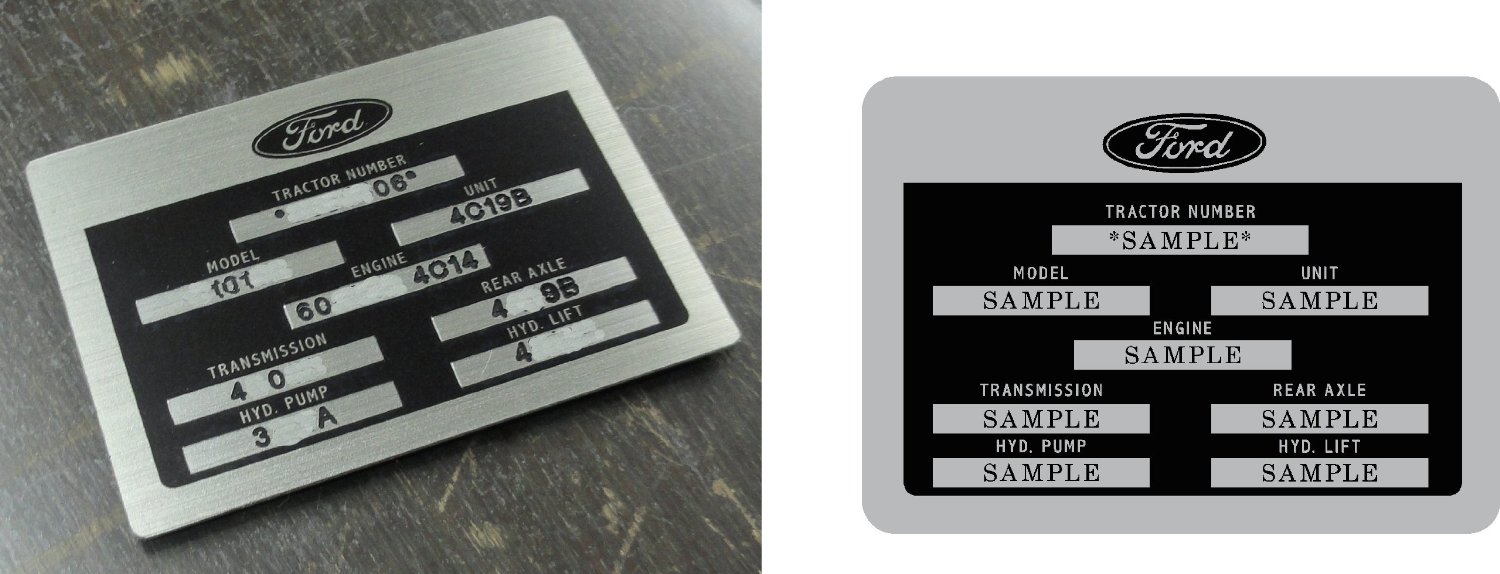 Ford
TRACTOR NUMBER
• 06•
UNIT
4C19B
MODEL
101
ENGINE
60 4C14
REAR AXLE
4 9B
TRANSMISSION
4 0
HYD. LIFT
4
HYD. PUMP
3 A
Ford
TRACTOR NUMBER
*SAMPLE*
MODEL UNIT
SAMPLE SAMPLE
ENGINE
SAMPLE
TRANSMISSION REAR AXLE
SAMPLE SAMPLE
HYD. PUMP HYD. LIFT
SAMPLE SAMPLE